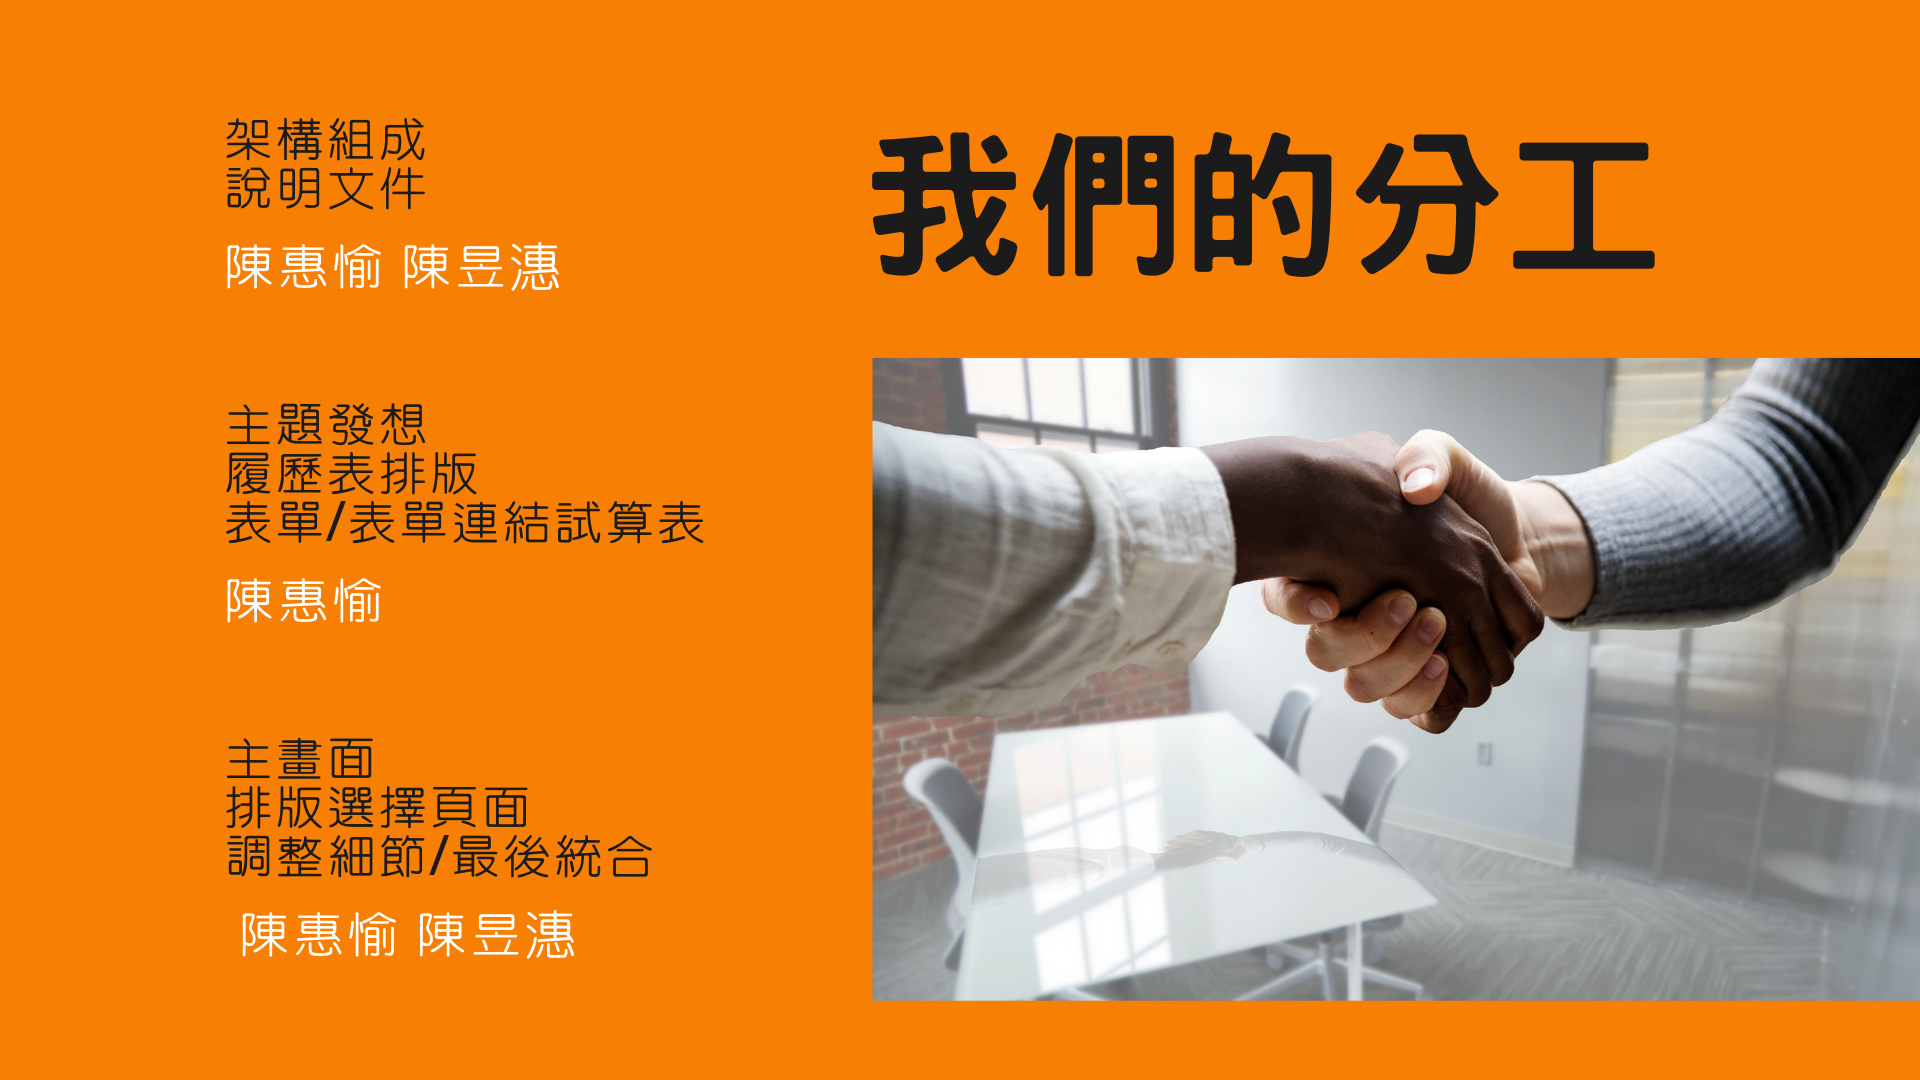 我們的分工
架構組成
說明文件
陳惠愉 陳昱漶
主題發想
履歷表排版
表單/表單連結試算表
陳惠愉
主畫面
排版選擇頁面
調整細節/最後統合
陳惠愉 陳昱漶